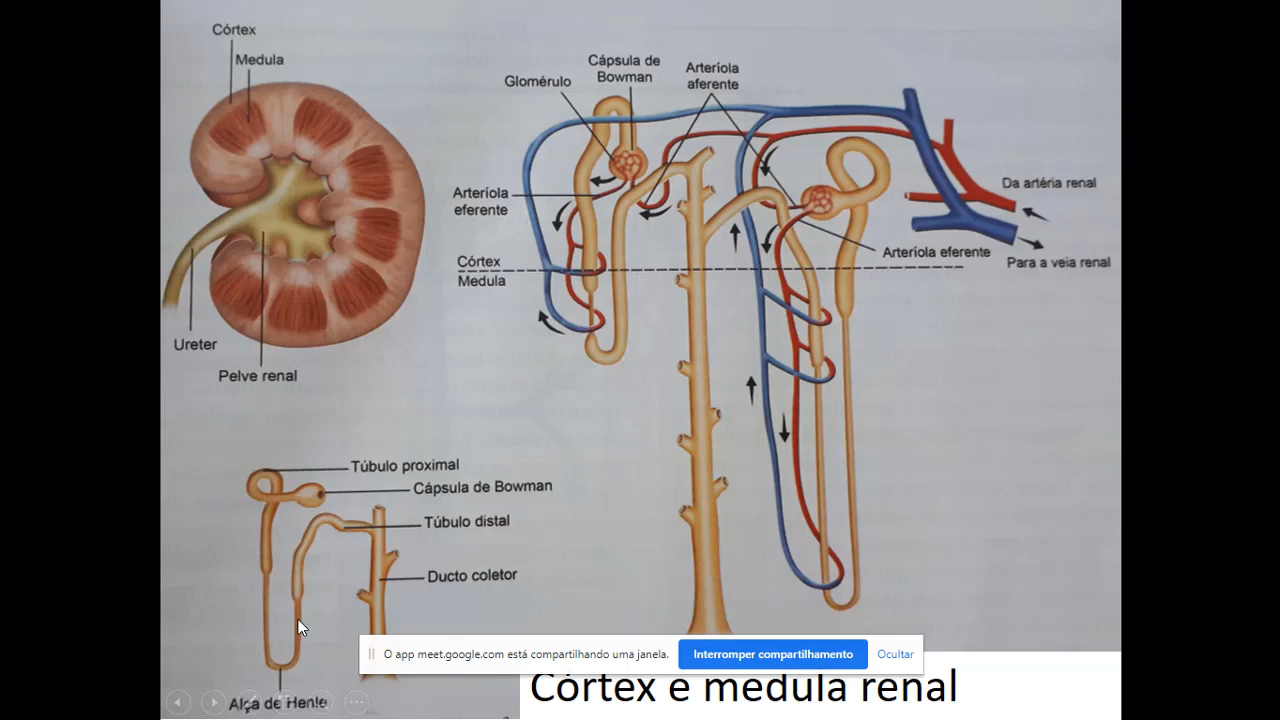 Córtex
Medula
Ureter
Pelve renal
Glomérulo
Cápsula de
Bowman
Arteríola
aferente
Arteríola
eferente
Córtex
Medula
Da artéria renal
Arteríola eferente
Para a veia renal
Túbulo proximal
Cápsula de Bowman
Túbulo distal
Ducto coletor
Alça de Henle
O app meet.google.com está compartilhando uma janela.
Interromper compartilhamento
Ocultar
Córtex e medula renal